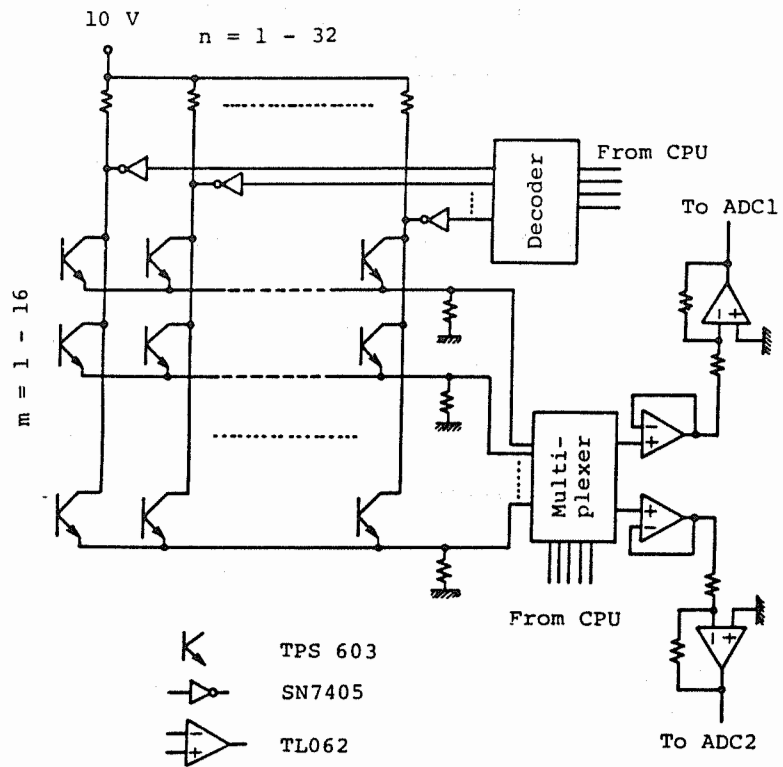 10 V
n = 1 - 32
From CPU
Decoder
To ADC1
m = 1 - 16
- +
Multi-
plexer
-
+
+
-
From CPU
- +
TPS 603
SN7405
-
+
TL062
To ADC2